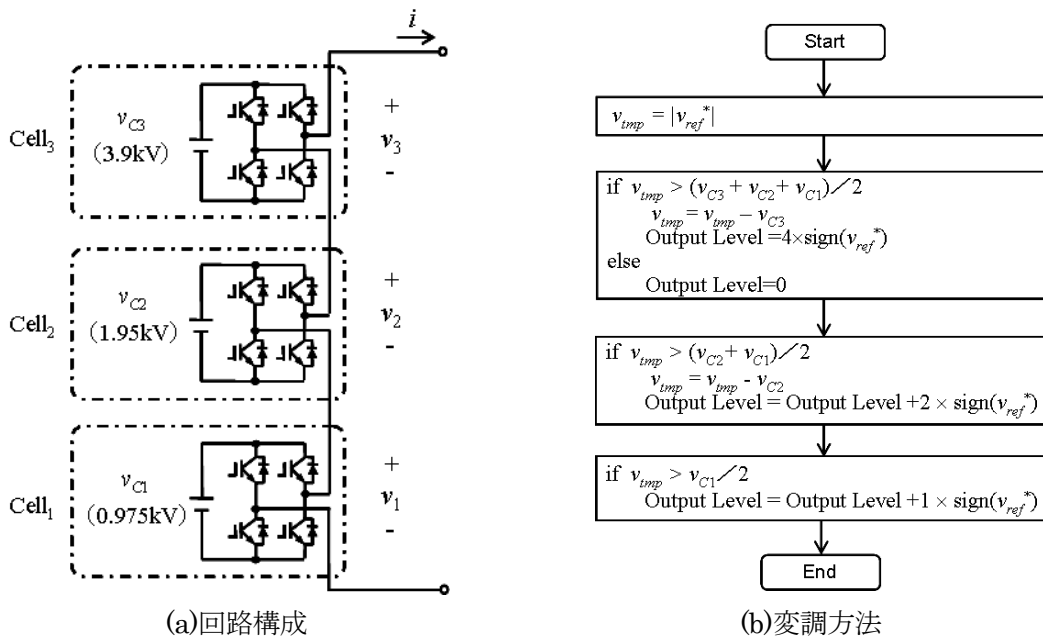 i
Cell3
vC3
(3.9kV)
+
v3
-
Cell2
vC2
(1.95kV)
+
v2
-
Cell1
vC1
(0.975kV)
+
v1
-
(a)回路構成
Start
vtmp = |vref*|
if vtmp > (vC3 + vC2 + vC1)／2
vtmp = vtmp – vC3
Output Level =4×sign(vref*)
else
Output Level=0
if vtmp > (vC2 + vC1)／2
vtmp = vtmp - vC2
Output Level = Output Level +2 × sign(vref*)
if vtmp > vC1／2
Output Level = Output Level +1 × sign(vref*)
End
(b)変調方法